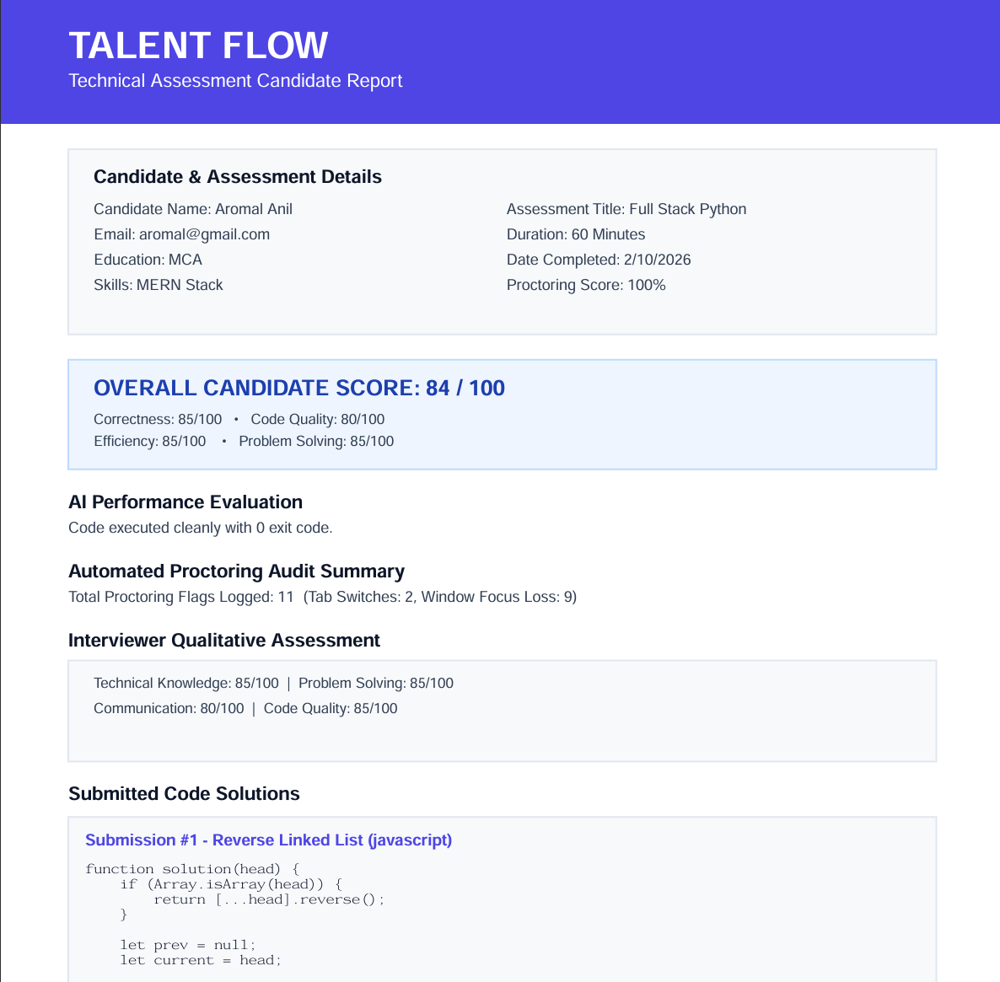 TALENT FLOW
Technical Assessment Candidate Report
Candidate & Assessment Details
Candidate Name: Aromal Anil
Assessment Title: Full Stack Python
Email: aromal@gmail.com
Duration: 60 Minutes
Education: MCA
Date Completed: 2/10/2026
Skills: MERN Stack
Proctoring Score: 100%
OVERALL CANDIDATE SCORE: 84 / 100
Correctness: 85/100 • Code Quality: 80/100
Efficiency: 85/100 • Problem Solving: 85/100
AI Performance Evaluation
Code executed cleanly with 0 exit code.
Automated Proctoring Audit Summary
Total Proctoring Flags Logged: 11 (Tab Switches: 2, Window Focus Loss: 9)
Interviewer Qualitative Assessment
Technical Knowledge: 85/100 | Problem Solving: 85/100
Communication: 80/100 | Code Quality: 85/100
Submitted Code Solutions
Submission #1 - Reverse Linked List (javascript)
function solution(head) {
    if (Array.isArray(head)) {
        return [...head].reverse();
    }
    let prev = null;
    let current = head;